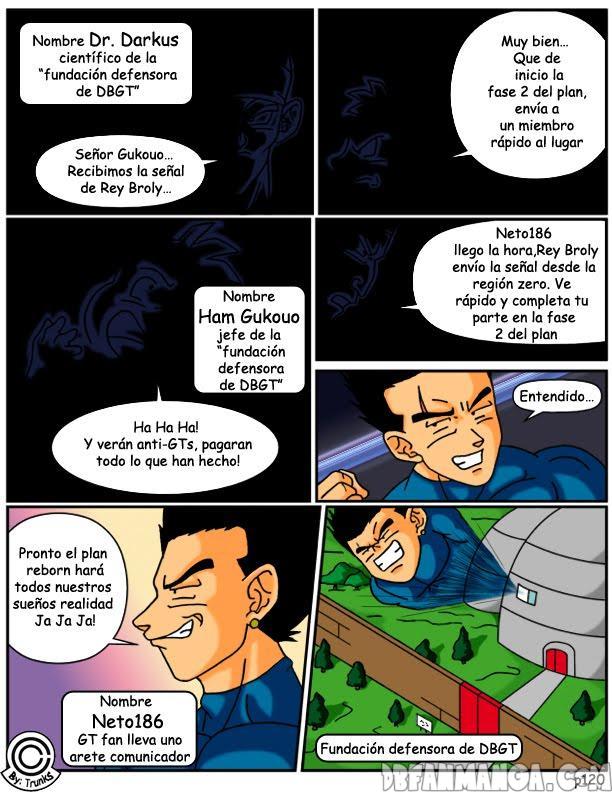 Nombre Dr. Darkus
científico de la
“fundación defensora
de DBGT”
Señor Gukouo...
Recibimos la señal
de Rey Broly...
Muy bien...
Que de
inicio la
fase 2 del plan,
envía a
un miembro
rápido al lugar
Nombre
Ham Gukouo
jefe de la
“fundación
defensora
de DBGT”
Ha Ha Ha!
Y verán anti-GTs, pagaran
todo lo que han hecho!
Neto186
llego la hora,Rey Broly
envío la señal desde la
región zero. Ve
rápido y completa tu
parte en la fase
2 del plan
Entendido...
Pronto el plan
reborn hará
todos nuestros
sueños realidad
Ja Ja Ja!
Nombre
Neto186
GT fan lleva uno
arete comunicador
Fundación defensora de DBGT
C
By: Trunks
p120
DBFANMANGA.COM